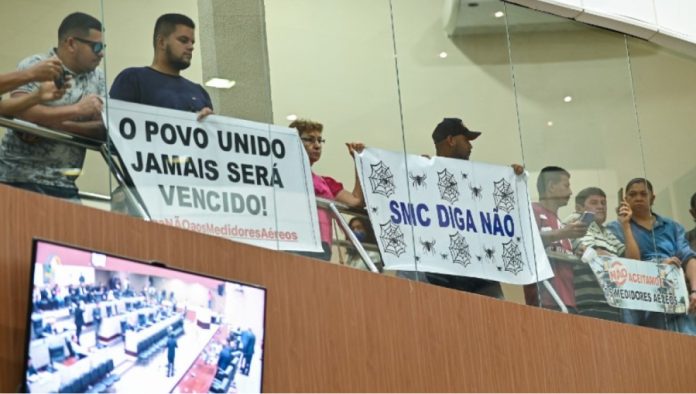 O POVO UNIDO
JAMAIS SERÁ
VENCIDO!
NÃOaosMedidoresAéreos
SMC DIGA NÃO
NÃO ACEITAMOS
MEDIDORES AÉREOS